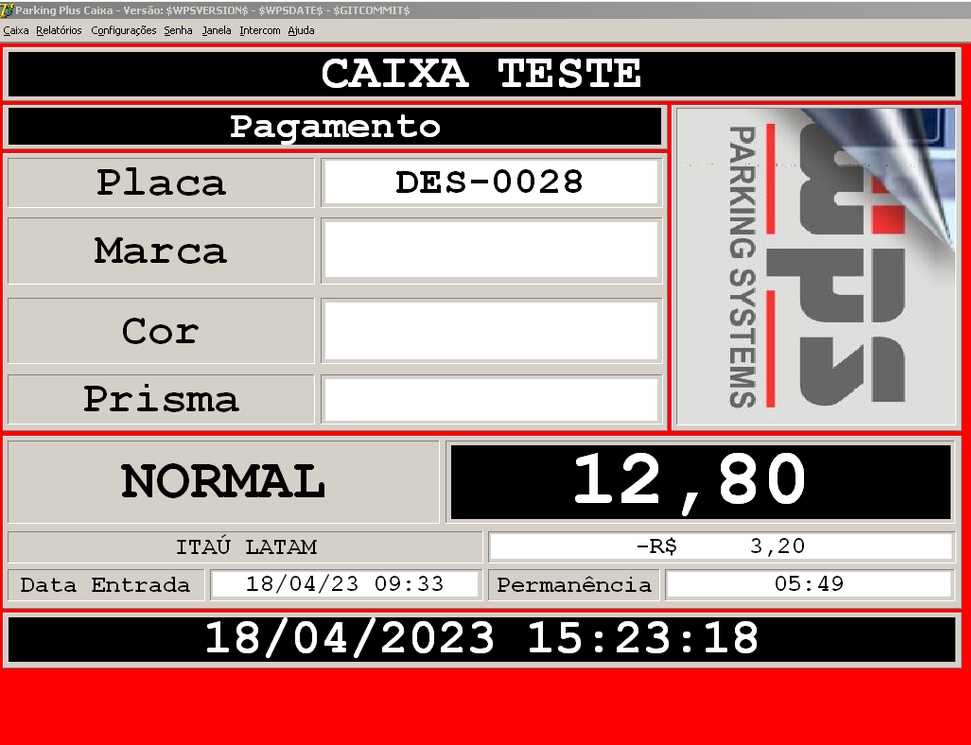 Parking Plus Caixa - Versão: $WPSVERSION$ - $WPSDATE$ - $GITCOMMIT$
Caixa Relatórios Configurações Senha Janela Intercom Ajuda
CAIXA TESTE
Pagamento
Placa DES-0028
Marca
Cor
Prisma
wps
PARKING SYSTEMS
NORMAL 12,80
ITAÚ LATAM -R$ 3,20
Data Entrada 18/04/23 09:33 Permanência 05:49
18/04/2023 15:23:18